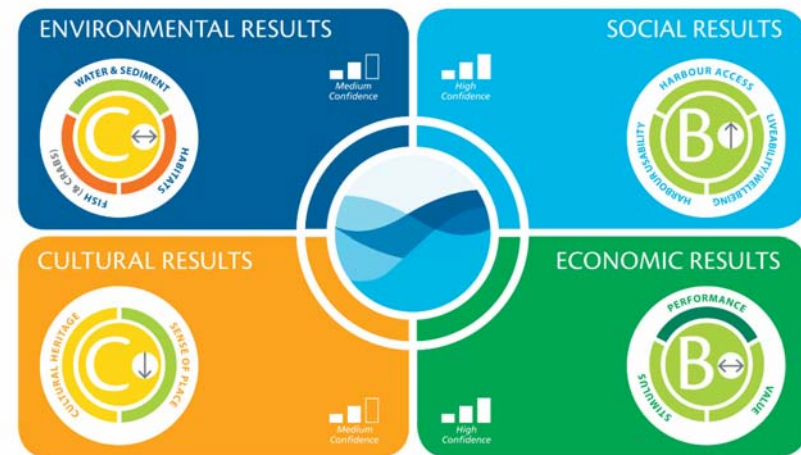 ENVIRONMENTAL RESULTS
WATER & SEDIMENT
HABITATS
FISH (& CRABS)
C
Medium
Confidence
SOCIAL RESULTS
High
Confidence
HARBOUR ACCESS
LIVEABILITY/WELLBEING
HARBOUR USABILITY
B
CULTURAL RESULTS
CULTURAL HERITAGE
SENSE OF PLACE
C
Medium
Confidence
ECONOMIC RESULTS
PERFORMANCE
VALUE
STIMULUS
B
High
Confidence